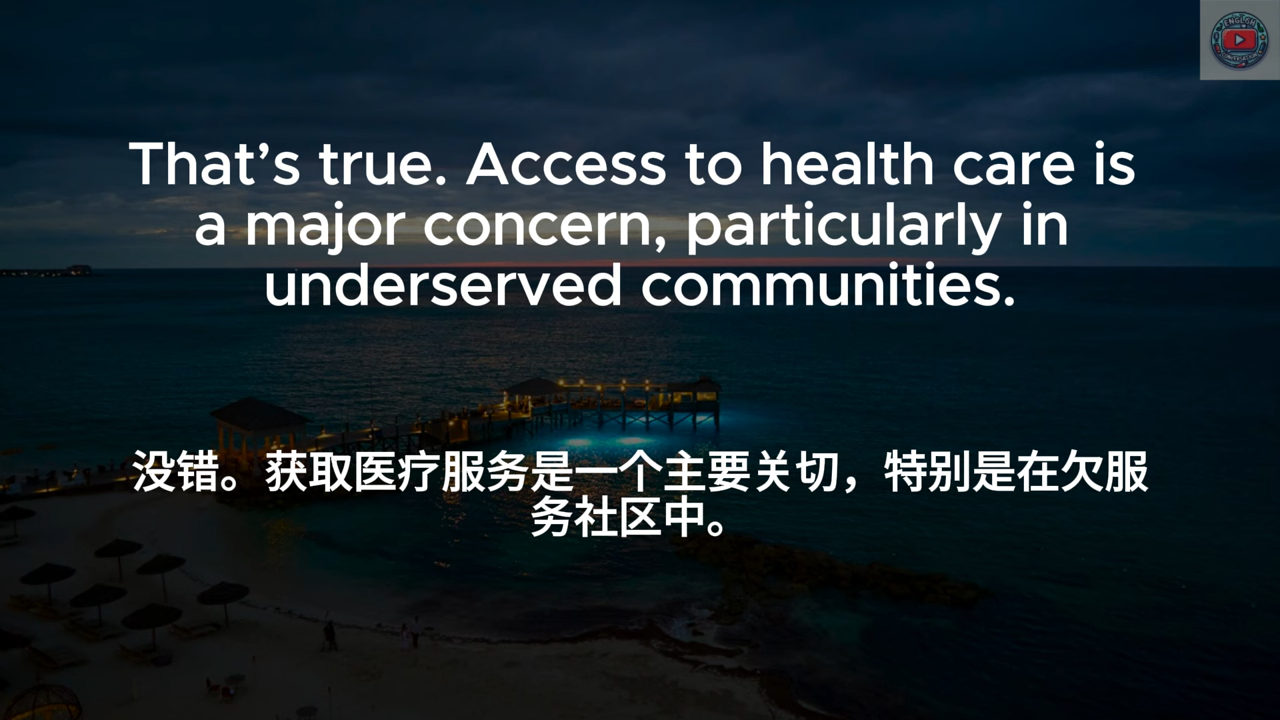 That’s true. Access to health care is
a major concern, particularly in
underserved communities.
没错。获取医疗服务是一个主要关切，特别是在欠服
务社区中。